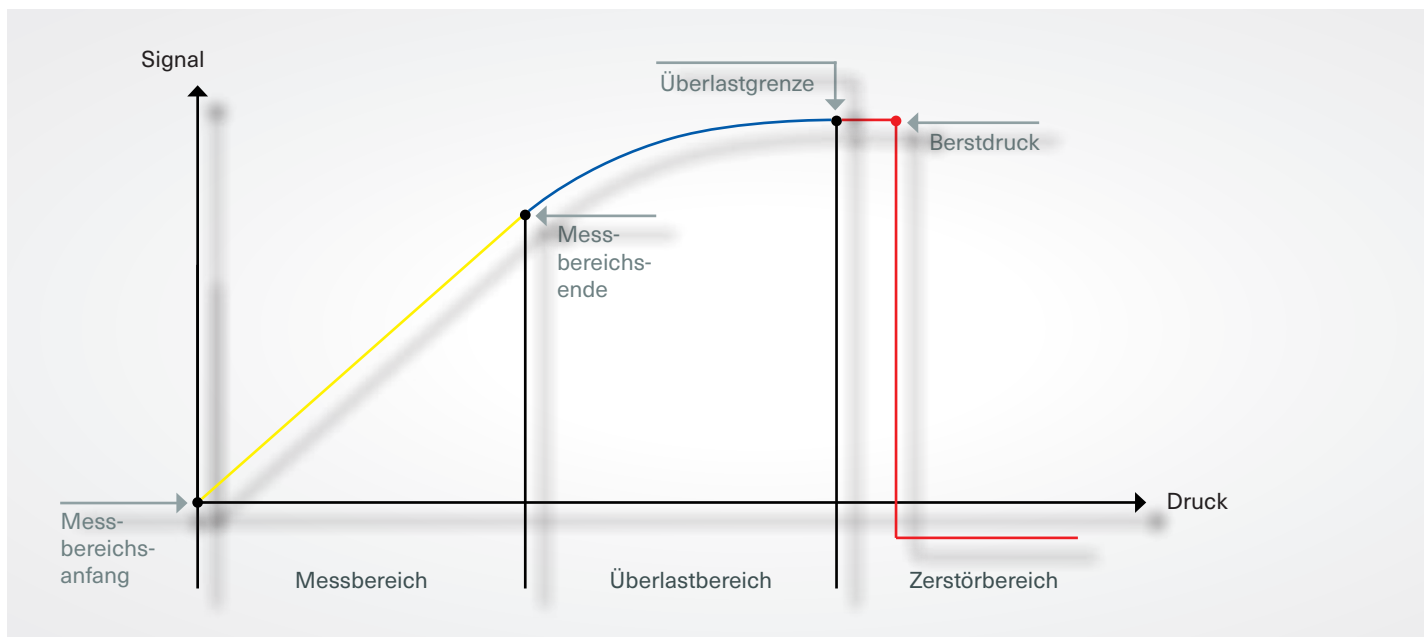 Signal
Überlastgrenze
Berstdruck
Mess-
bereichs-
ende
Druck
Mess-
bereichs-
anfang
Messbereich
Überlastbereich
Zerstörbereich